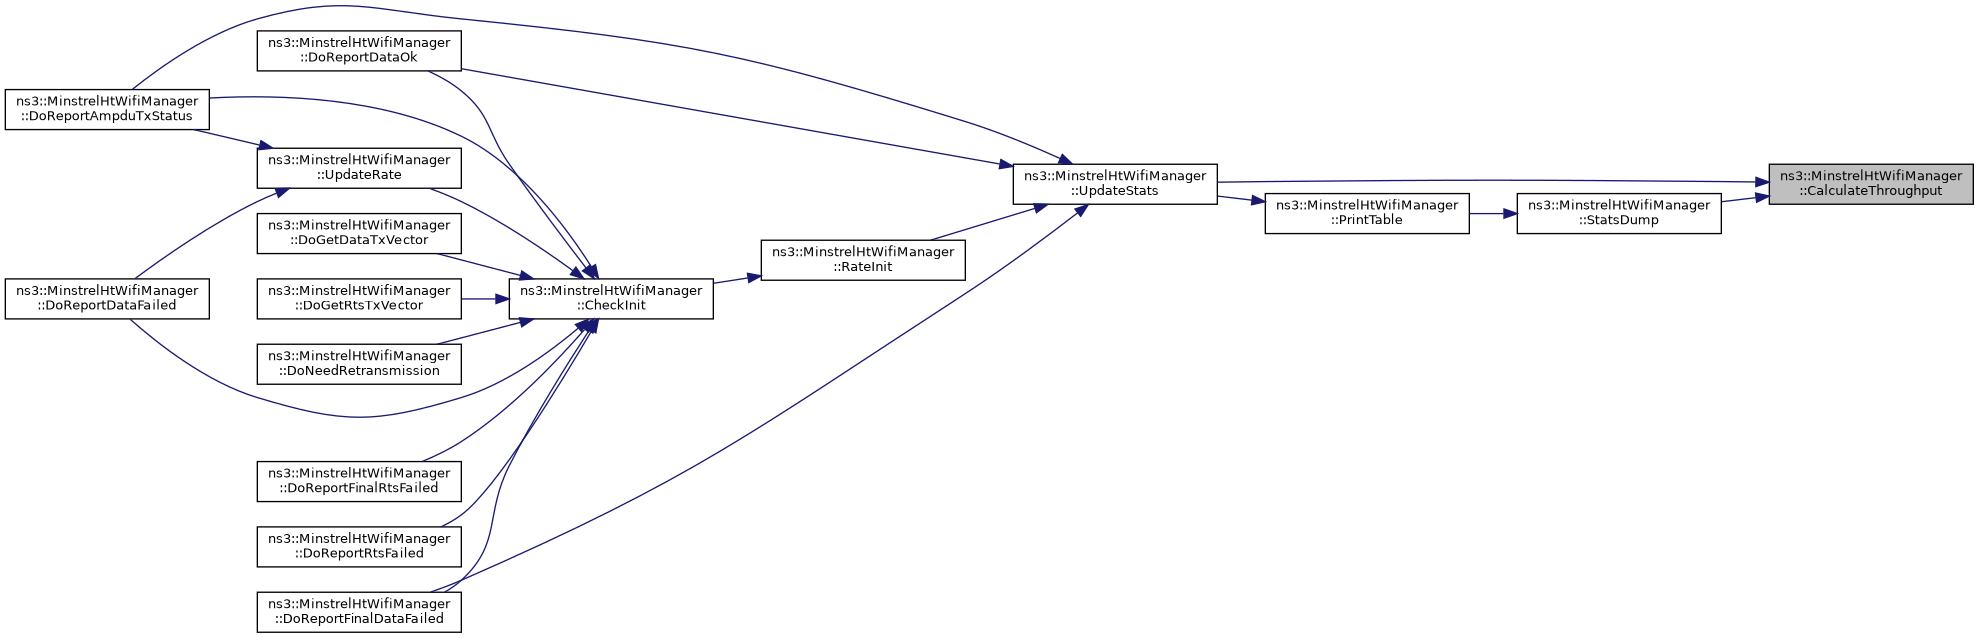 ns3::MinstrelHtWifiManager
::DoReportAmpduTxStatus
ns3::MinstrelHtWifiManager
::DoReportDataFailed
ns3::MinstrelHtWifiManager
::DoReportDataOk
ns3::MinstrelHtWifiManager
::UpdateRate
ns3::MinstrelHtWifiManager
::DoGetDataTxVector
ns3::MinstrelHtWifiManager
::DoGetRtsTxVector
ns3::MinstrelHtWifiManager
::DoNeedRetransmission
ns3::MinstrelHtWifiManager
::DoReportFinalRtsFailed
ns3::MinstrelHtWifiManager
::DoReportRtsFailed
ns3::MinstrelHtWifiManager
::DoReportFinalDataFailed
ns3::MinstrelHtWifiManager
::CheckInit
ns3::MinstrelHtWifiManager
::RateInit
ns3::MinstrelHtWifiManager
::UpdateStats
ns3::MinstrelHtWifiManager
::PrintTable
ns3::MinstrelHtWifiManager
::StatsDump
ns3::MinstrelHtWifiManager
::CalculateThroughput